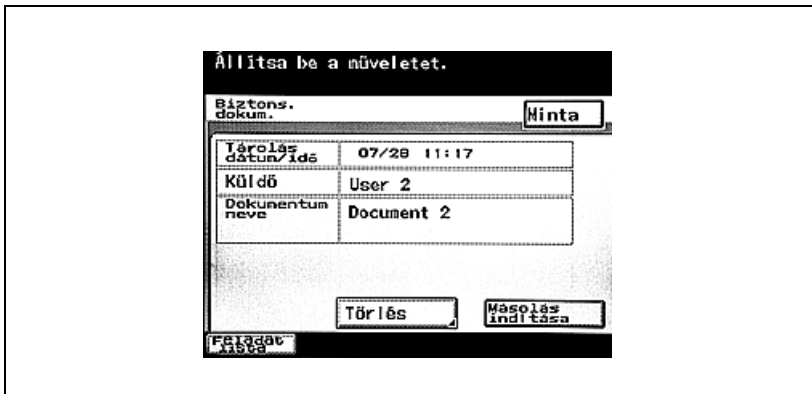 Állítsa be a műveletet.
Biztons.
dokum.
Minta
Tárolás
dátum/idő
07/28 11:17
Küldő
User 2
Dokumentum
neve
Document 2
Törlés
Másolás
indítása
Feladat
lista